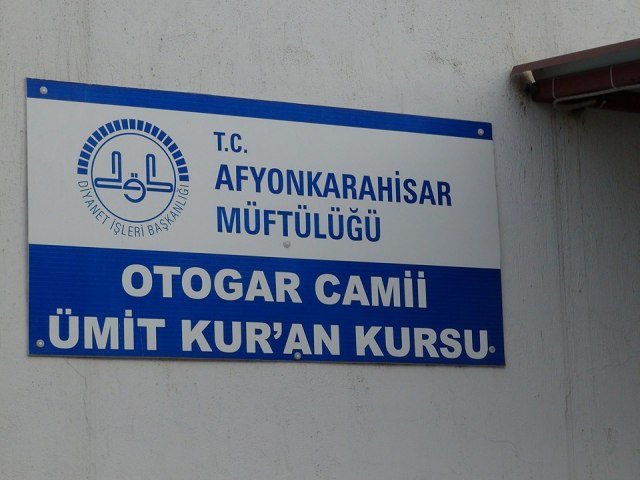 T.C.
AFYONKARAHİSAR
MÜFTÜLÜĞÜ
DİYANET İŞLERİ BAŞKANLIĞI
OTOGAR CAMİİ
ÜMİT KUR'AN KURSU